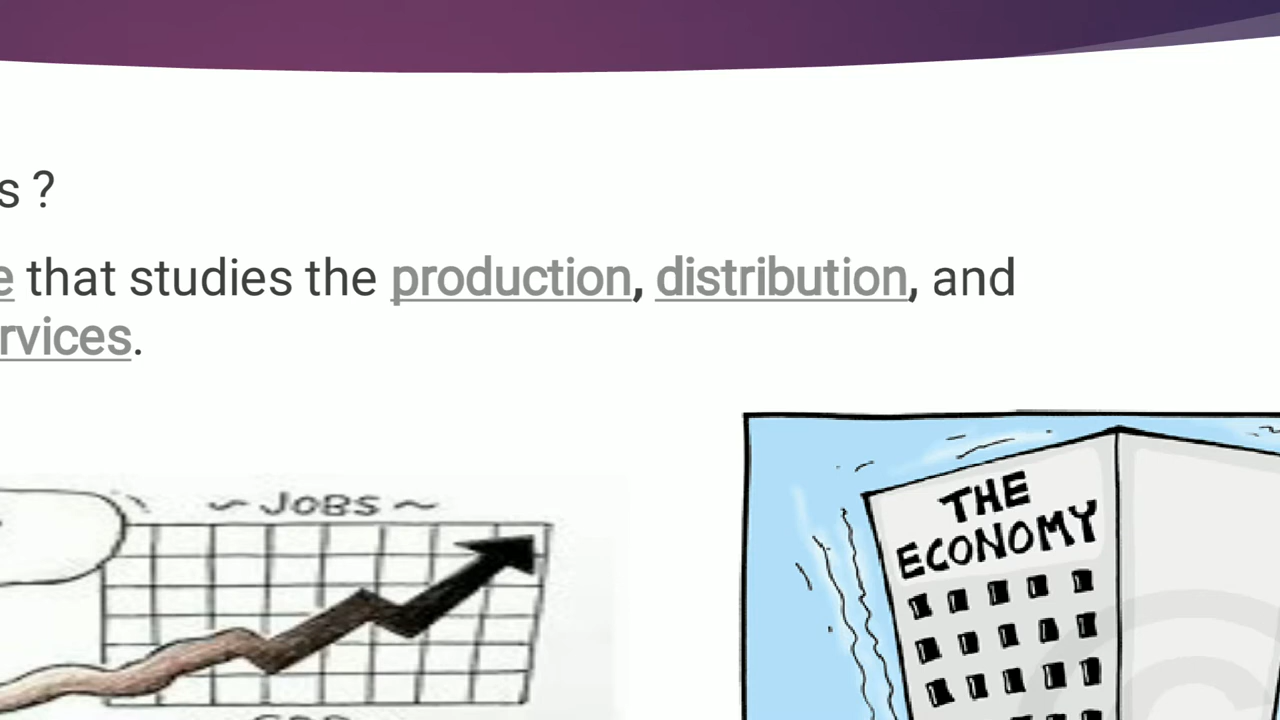 s ?
e that studies the production, distribution, and
rvices.
~ JOBS ~
THE
ECONOMY